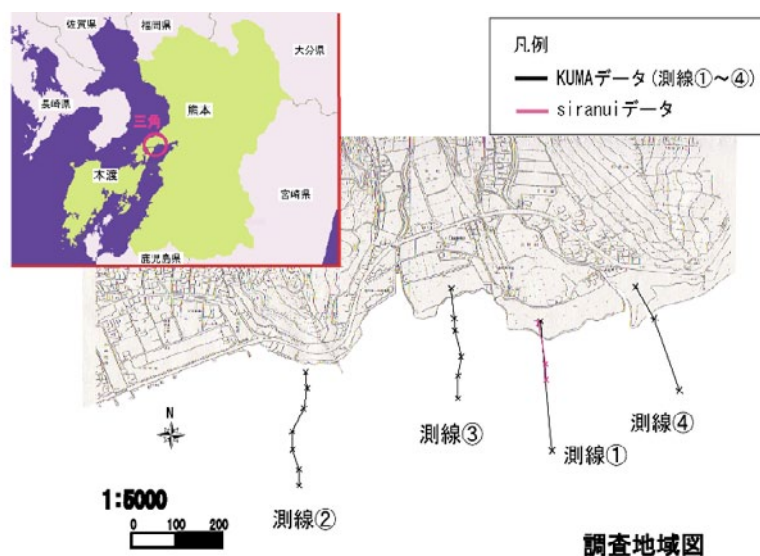 佐賀県
福岡県
大分県
長崎県
熊本
三角
本渡
宮崎県
鹿児島県
凡例
KUMAデータ(測線①～④)
siranuiデータ
測線③
測線④
測線①
測線②
N
1:5000
0 100 200
調査地域図